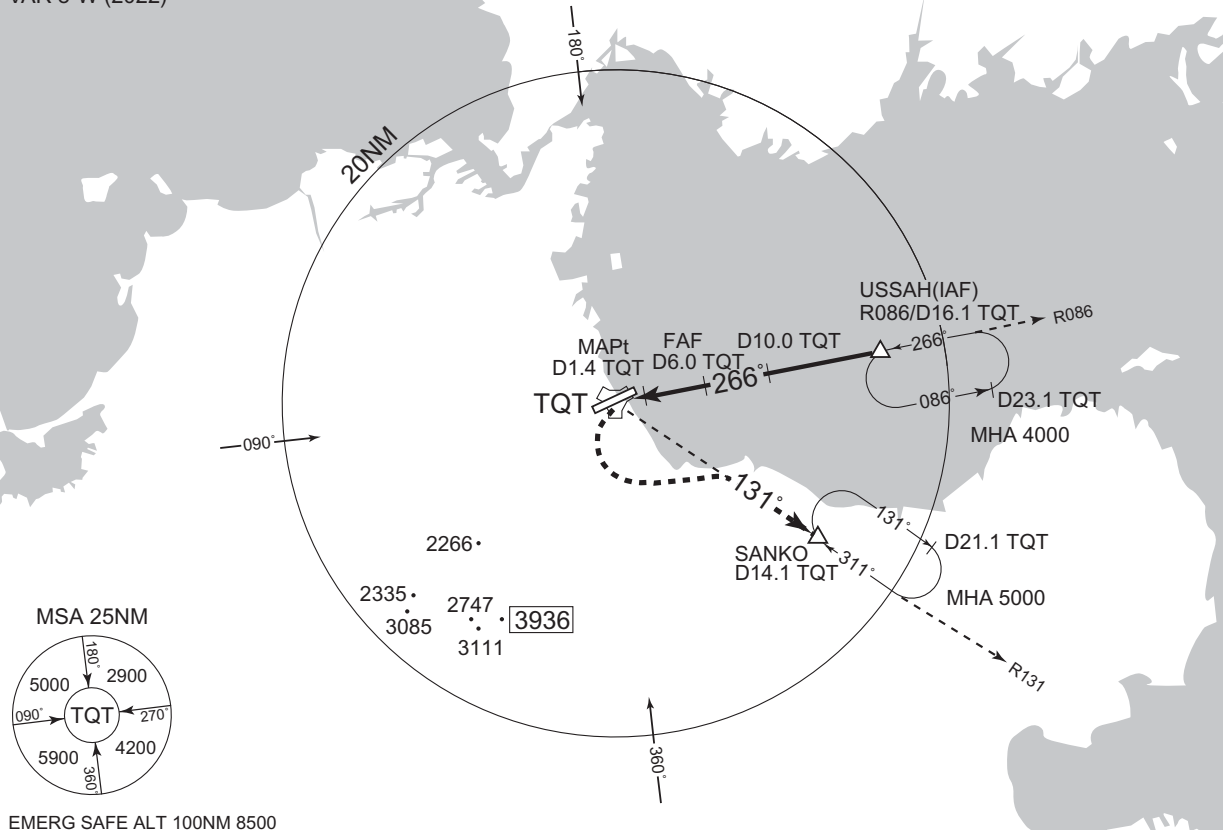 180°
20NM
USSAH(IAF)
R086/D16.1 TQT
R086
266°
MAPt
D1.4 TQT
FAF
D6.0 TQT
D10.0 TQT
266°
TQT
086°
D23.1 TQT
MHA 4000
090°
131°
131°
D21.1 TQT
SANKO
D14.1 TQT
311°
MHA 5000
2266
2335
3085
2747
3936
3111
R131
360°
MSA 25NM
180°
5000
2900
090°
TQT
270°
5900
4200
360°
EMERG SAFE ALT 100NM 8500